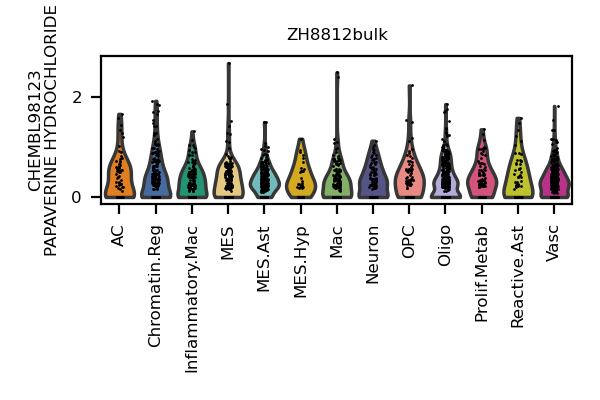 ZH8812bulk
CHEMBL98123
PAPAVERINE HYDROCHLORIDE
2
0
AC
Chromatin.Reg
Inflammatory.Mac
MES
MES.Ast
MES.Hyp
Mac
Neuron
OPC
Oligo
Prolif.Metab
Reactive.Ast
Vasc